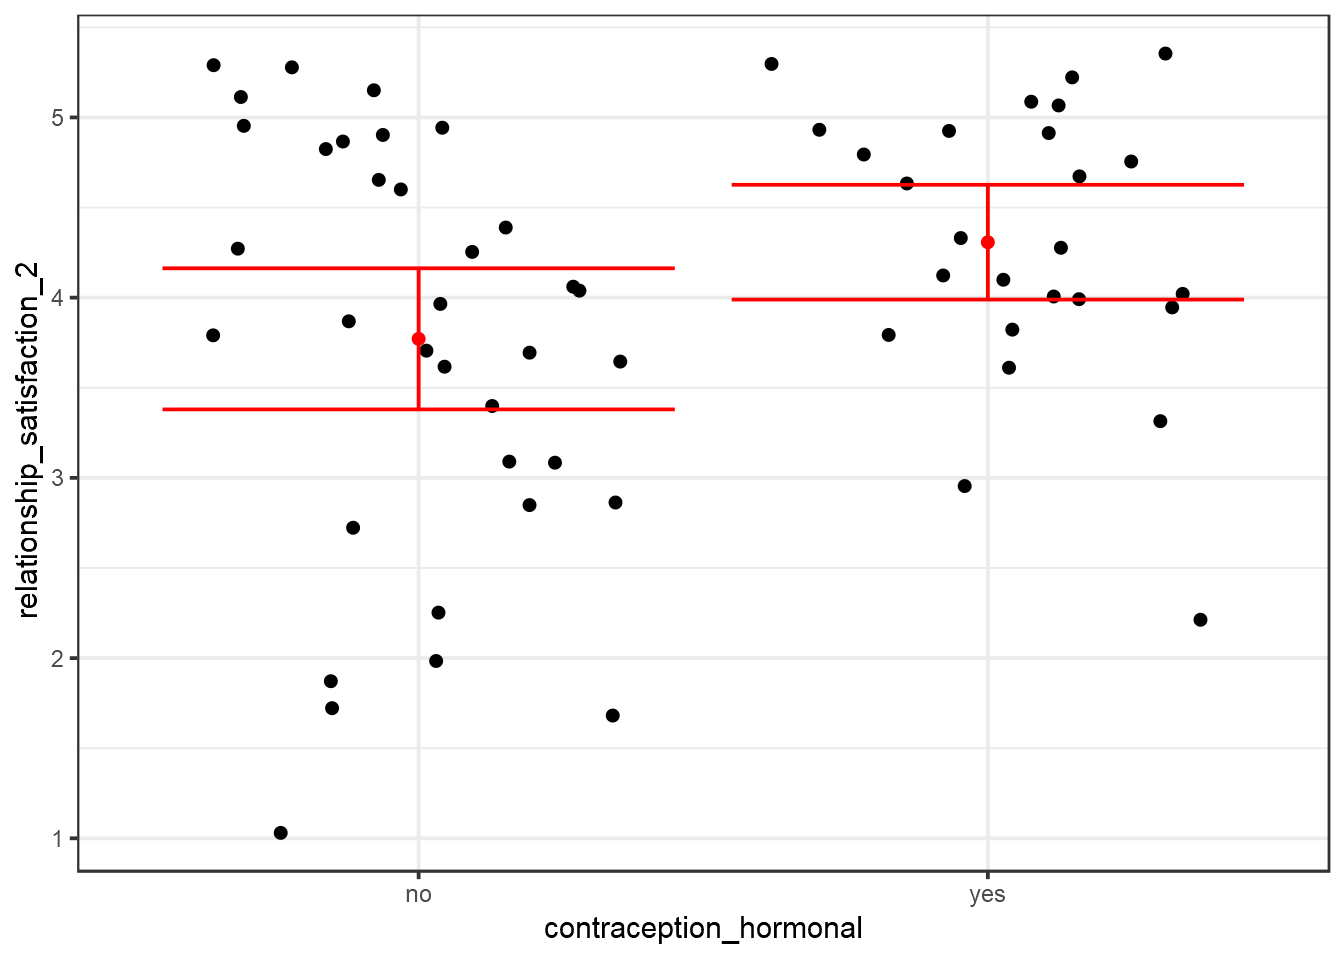 relationship_satisfaction_2
5
4
3
2
1
no
yes
contraception_hormonal